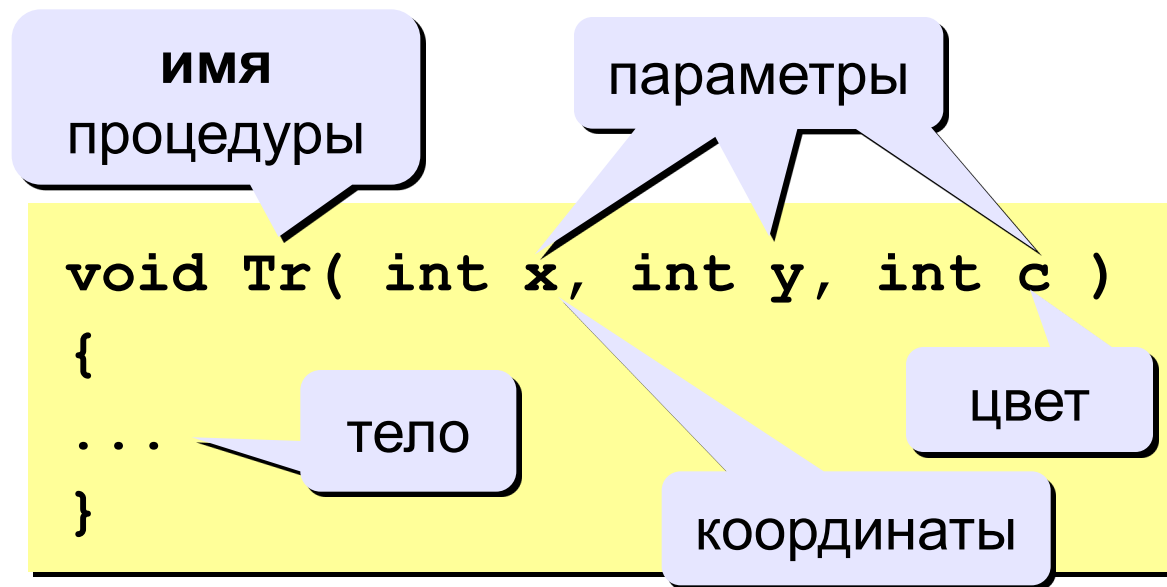 имя
процедуры
параметры
void Tr( int x, int y, int c )
{
...
}
тело
цвет
координаты